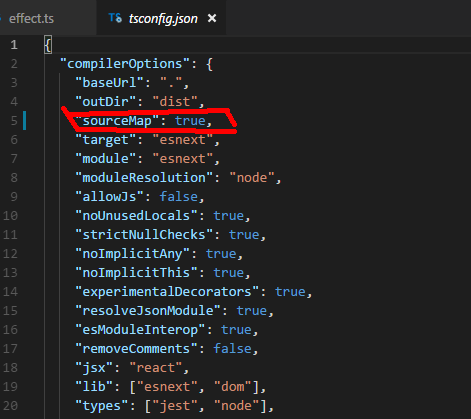 effect.ts TS tsconfig.json ×
1 {
2 "compilerOptions": {
3 "baseUrl": ".",
4 "outDir": "dist",
5 "sourceMap": true,
6 "target": "esnext",
7 "module": "esnext",
8 "moduleResolution": "node",
9 "allowJs": false,
10 "noUnusedLocals": true,
11 "strictNullChecks": true,
12 "noImplicitAny": true,
13 "noImplicitThis": true,
14 "experimentalDecorators": true,
15 "resolveJsonModule": true,
16 "esModuleInterop": true,
17 "removeComments": false,
18 "jsx": "react",
19 "lib": ["esnext", "dom"],
20 "types": ["jest", "node"],